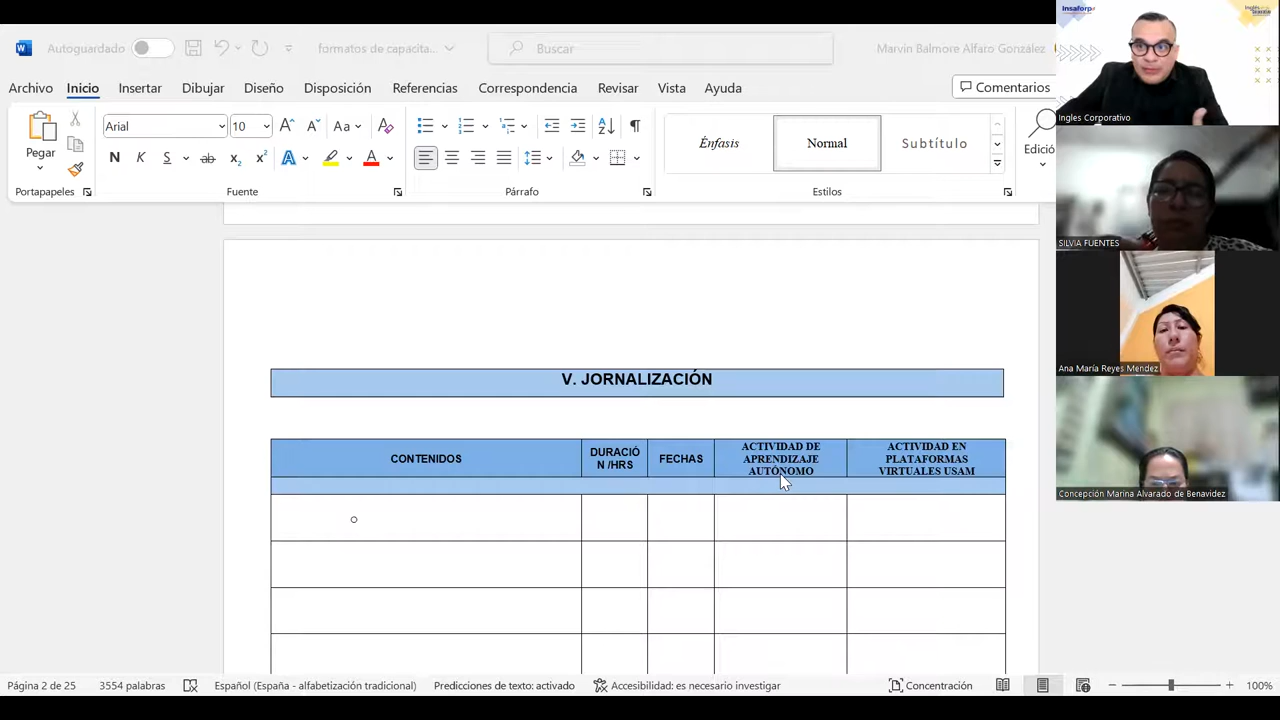 Autoguardado
formatos de capacita...
Buscar
Marvin Balmore Alfaro González
Archivo Inicio Insertar Dibujar Diseño Disposición Referencias Correspondencia Revisar Vista Ayuda
Comentarios
Pegar
Arial
10
Énfasis
Normal
Subtítulo
Edició
Portapapeles
Fuente
Párrafo
Estilos
V. JORNALIZACIÓN
CONTENIDOS
DURACIÓ
N /HRS
FECHAS
ACTIVIDAD DE
APRENDIZAJE
AUTÓNOMO
ACTIVIDAD EN
PLATAFORMAS
VIRTUALES USAM
Página 2 de 25
3554 palabras
Español (España - alfabetización tradicional)
Predicciones de texto: activado
Accesibilidad: es necesario investigar
Concentración
100%
Insaforp
Ingles Corporativo
SILVIA FUENTES
Ana María Reyes Mendez
Concepción Marina Alvarado de Benavidez